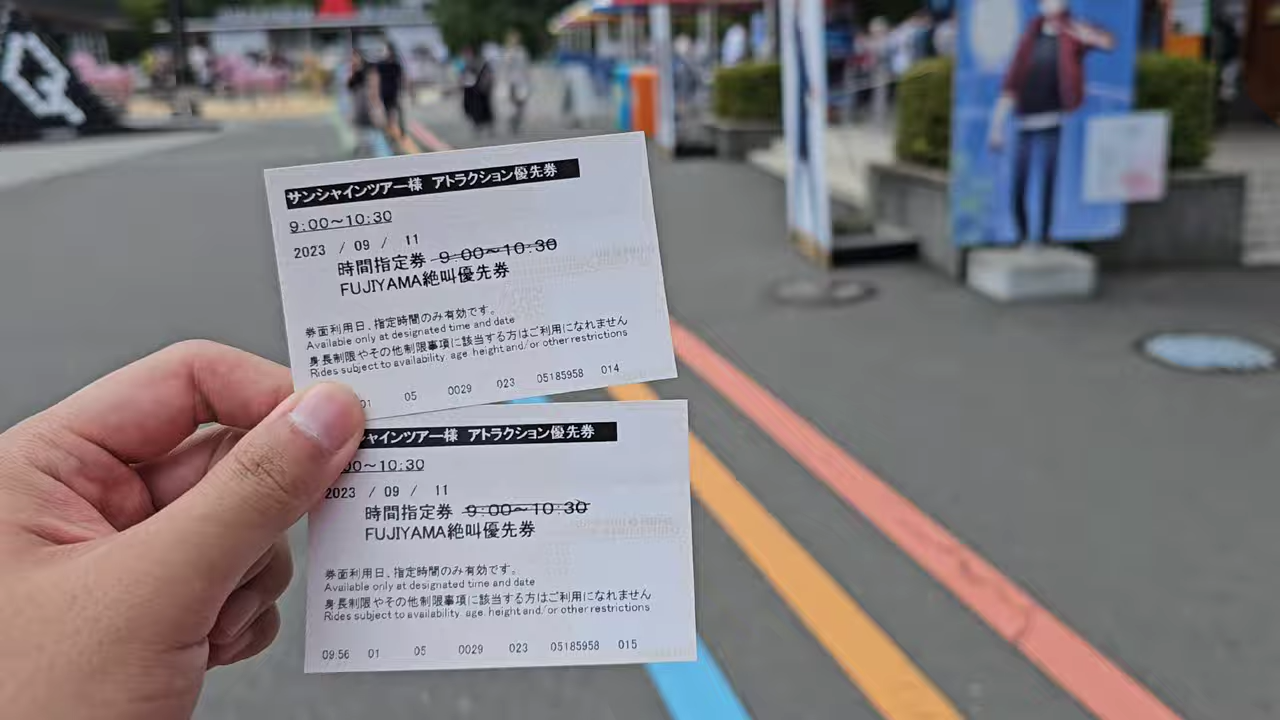 サンシャインツアー様 アトラクション優先券
9:00~10:30
2023 / 09 / 11
時間指定券 9:00~10:30
FUJIYAMA絶叫優先券
券面利用日、指定時間のみ有効です。
Available only at designated time and date
身長制限やその他制限事項に該当する方はご利用になれません
Rides subject to availability, age, height and/or other restrictions
01 05 0029 023 05185958 014
ャインツアー様 アトラクション優先券
00~10:30
2023 / 09 / 11
時間指定券 9:00~10:30
FUJIYAMA絶叫優先券
券面利用日、指定時間のみ有効です。
Available only at designated time and date
身長制限やその他制限事項に該当する方はご利用になれません
Rides subject to availability, age, height and/or other restrictions
09:56 01 05 0029 023 05185958 015